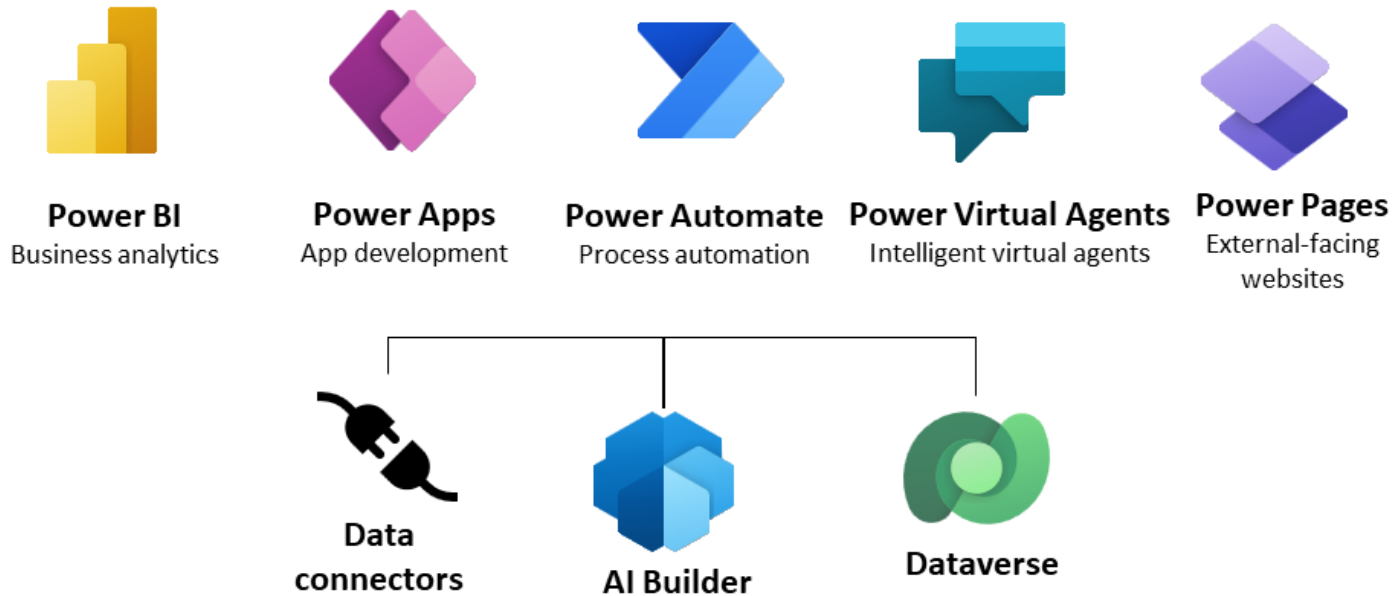 Power BI
Business analytics
Power Apps
App development
Power Automate
Process automation
Power Virtual Agents
Intelligent virtual agents
Power Pages
External-facing
websites
Data
connectors
AI Builder
Dataverse